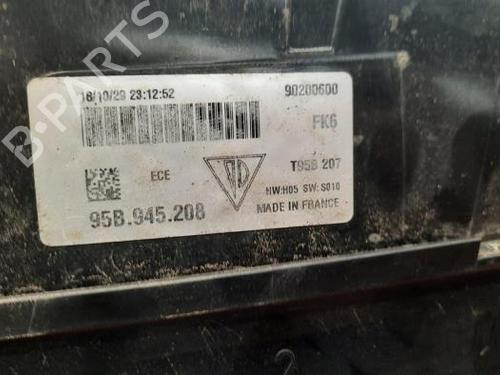 B-PARTS
16/10/29 23:12:52
90200600
FK6
ECE
T95B 207
HW:H05 SW:S010
95B.945.208
MADE IN FRANCE
2